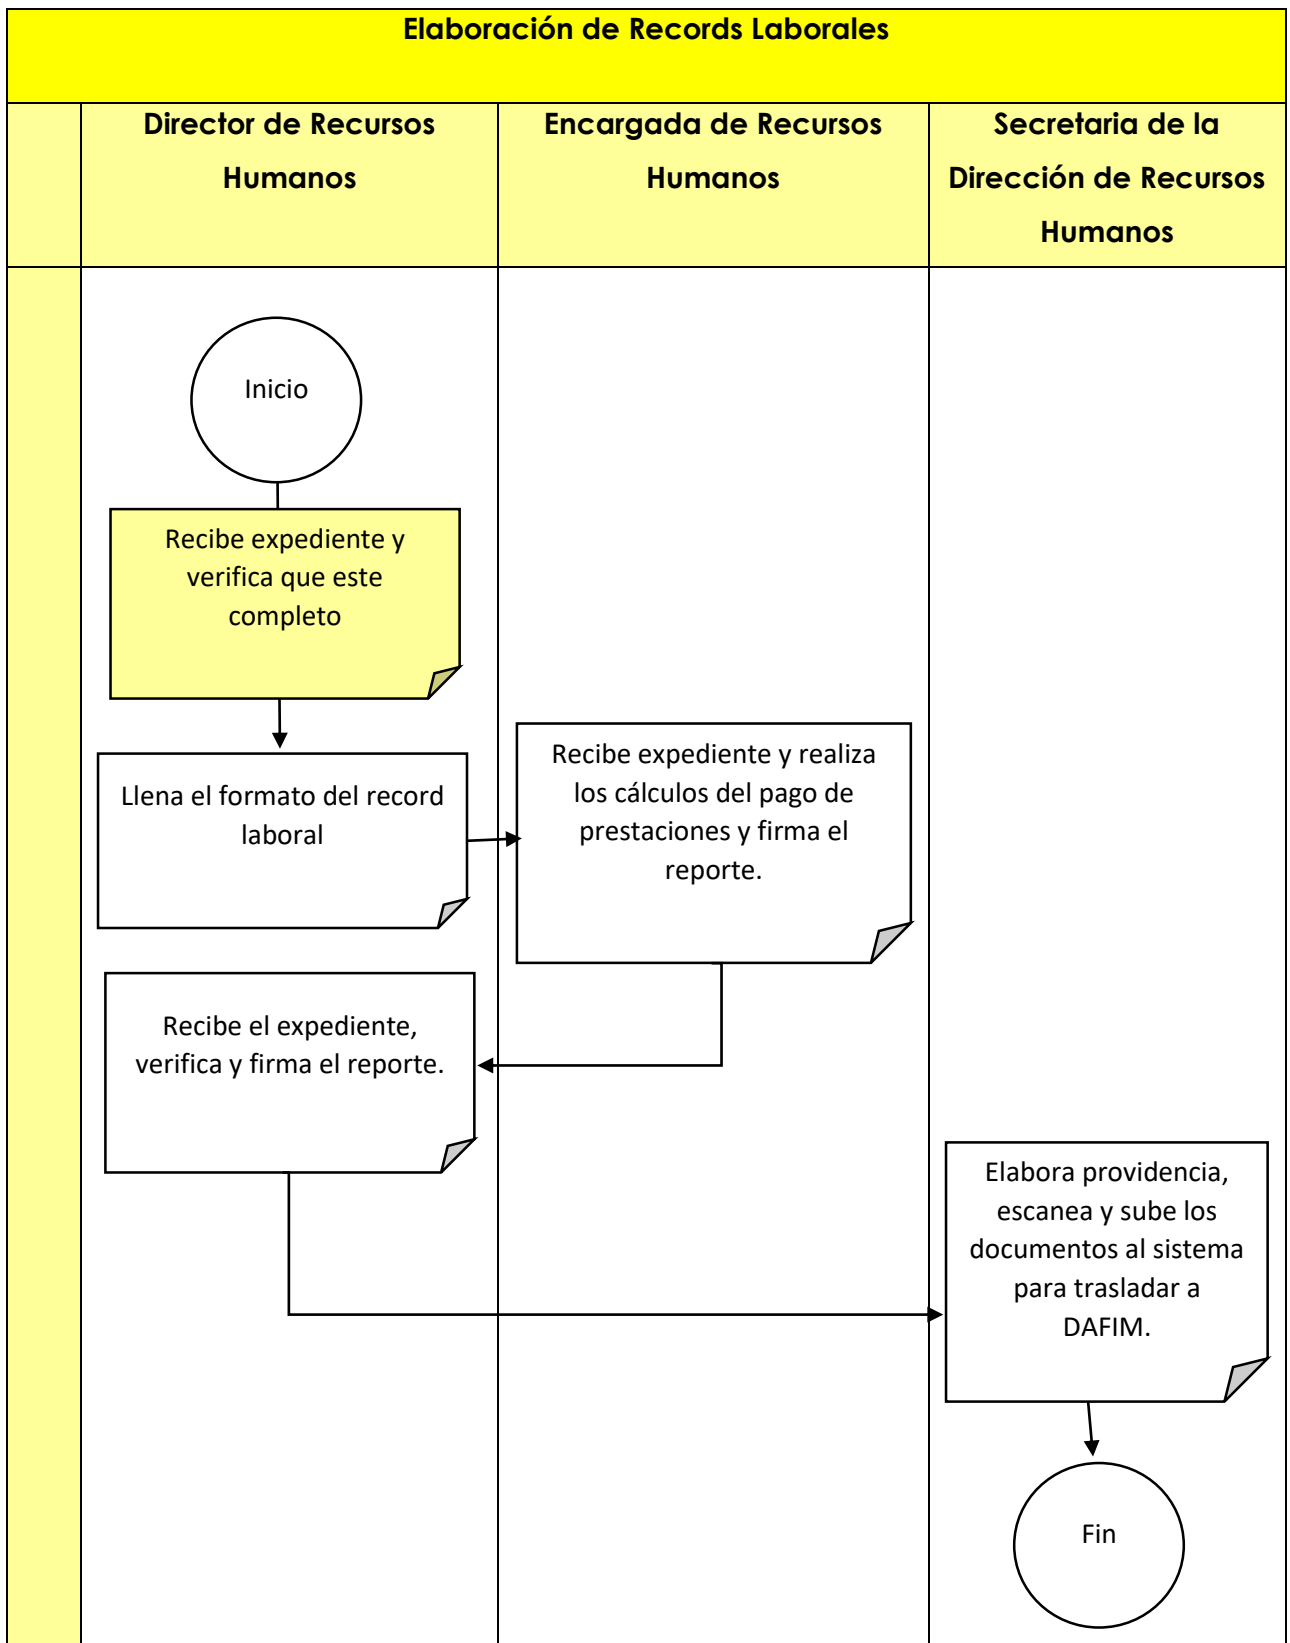 Elaboración de Records Laborales
Director de Recursos
Humanos
Encargada de Recursos
Humanos
Secretaria de la
Dirección de Recursos
Humanos
Inicio
Recibe expediente y
verifica que este
completo
Llena el formato del record
laboral
Recibe expediente y realiza
los cálculos del pago de
prestaciones y firma el
reporte.
Recibe el expediente,
verifica y firma el reporte.
Elabora providencia,
escanea y sube los
documentos al sistema
para trasladar a
DAFIM.
Fin